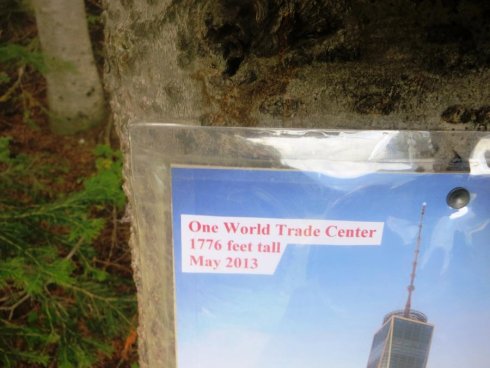 One World Trade Center
1776 feet tall
May 2013